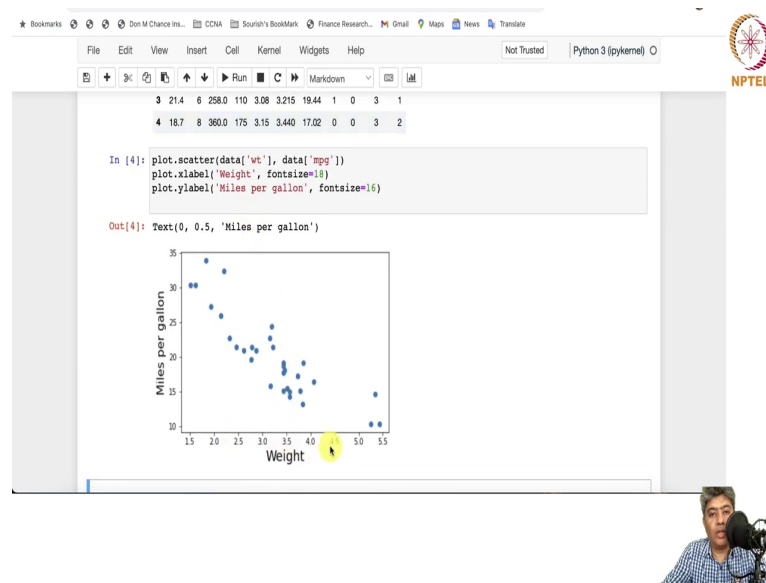 Bookmarks Don M Chance Ins... CCNA Sourish's BookMark Finance Research... Gmail Maps News Translate
File Edit View Insert Cell Kernel Widgets Help Not Trusted Python 3 (ipykernel)
Run Markdown
NPTEL
3 21.4 6 258.0 110 3.08 3.215 19.44 1 0 3 1
4 18.7 8 360.0 175 3.15 3.440 17.02 0 0 3 2
In [4]: plot.scatter(data['wt'], data['mpg'])
plot.xlabel('Weight', fontsize=18)
plot.ylabel('Miles per gallon', fontsize=16)
Out[4]: Text(0, 0.5, 'Miles per gallon')
35
30
25
20
15
10
Miles per gallon
1.5 2.0 2.5 3.0 3.5 4.0 4.5 5.0 5.5
Weight